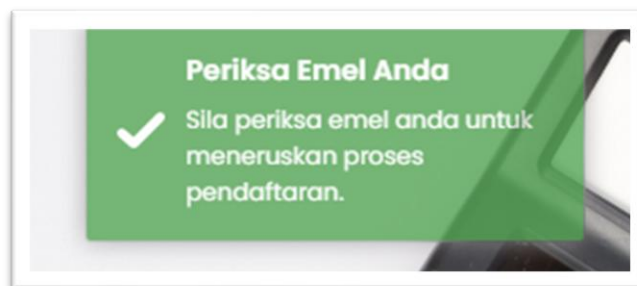 Periksa Emel Anda
Sila periksa emel anda untuk
meneruskan proses
pendaftaran.